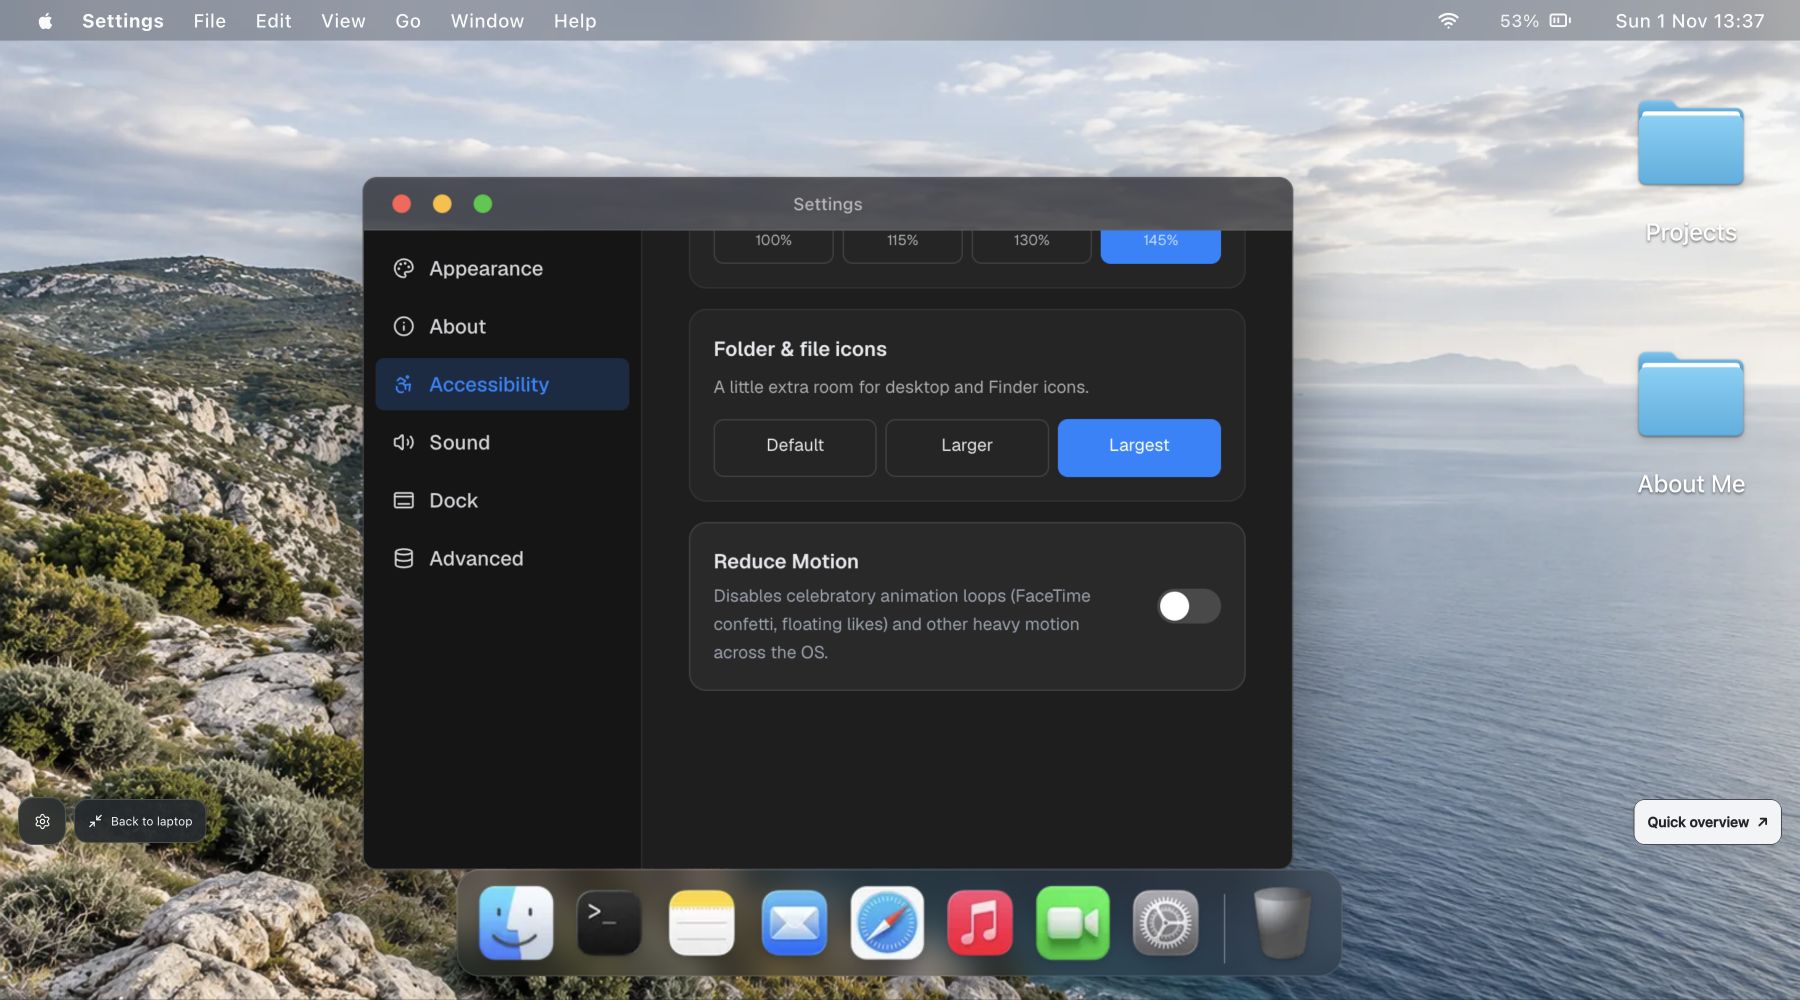 Settings File Edit View Go Window Help 53% Sun 1 Nov 13:37
Projects
About Me
Settings
Appearance
About
Accessibility
Sound
Dock
Advanced
100% 115% 130% 145%
Folder & file icons
A little extra room for desktop and Finder icons.
Default Larger Largest
Reduce Motion
Disables celebratory animation loops (FaceTime
confetti, floating likes) and other heavy motion
across the OS.
Back to laptop
Quick overview ↗
>_